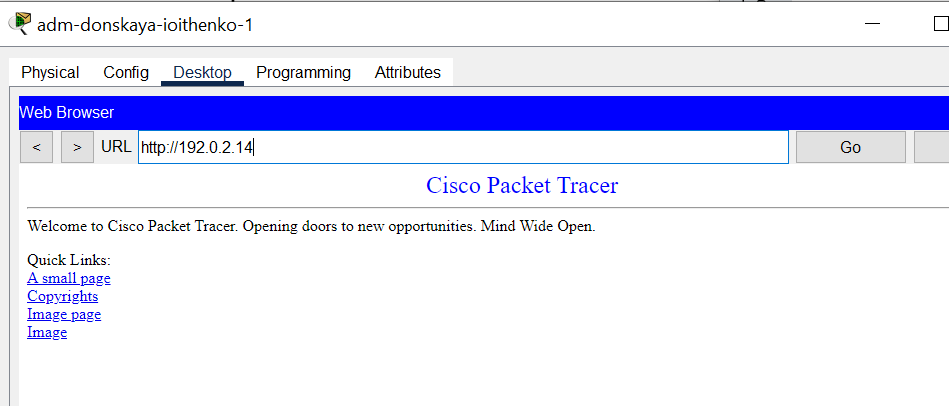 adm-donskaya-ioithenko-1
Physical Config Desktop Programming Attributes
Web Browser
< > URL http://192.0.2.14 Go
Cisco Packet Tracer
Welcome to Cisco Packet Tracer. Opening doors to new opportunities. Mind Wide Open.
Quick Links:
A small page
Copyrights
Image page
Image